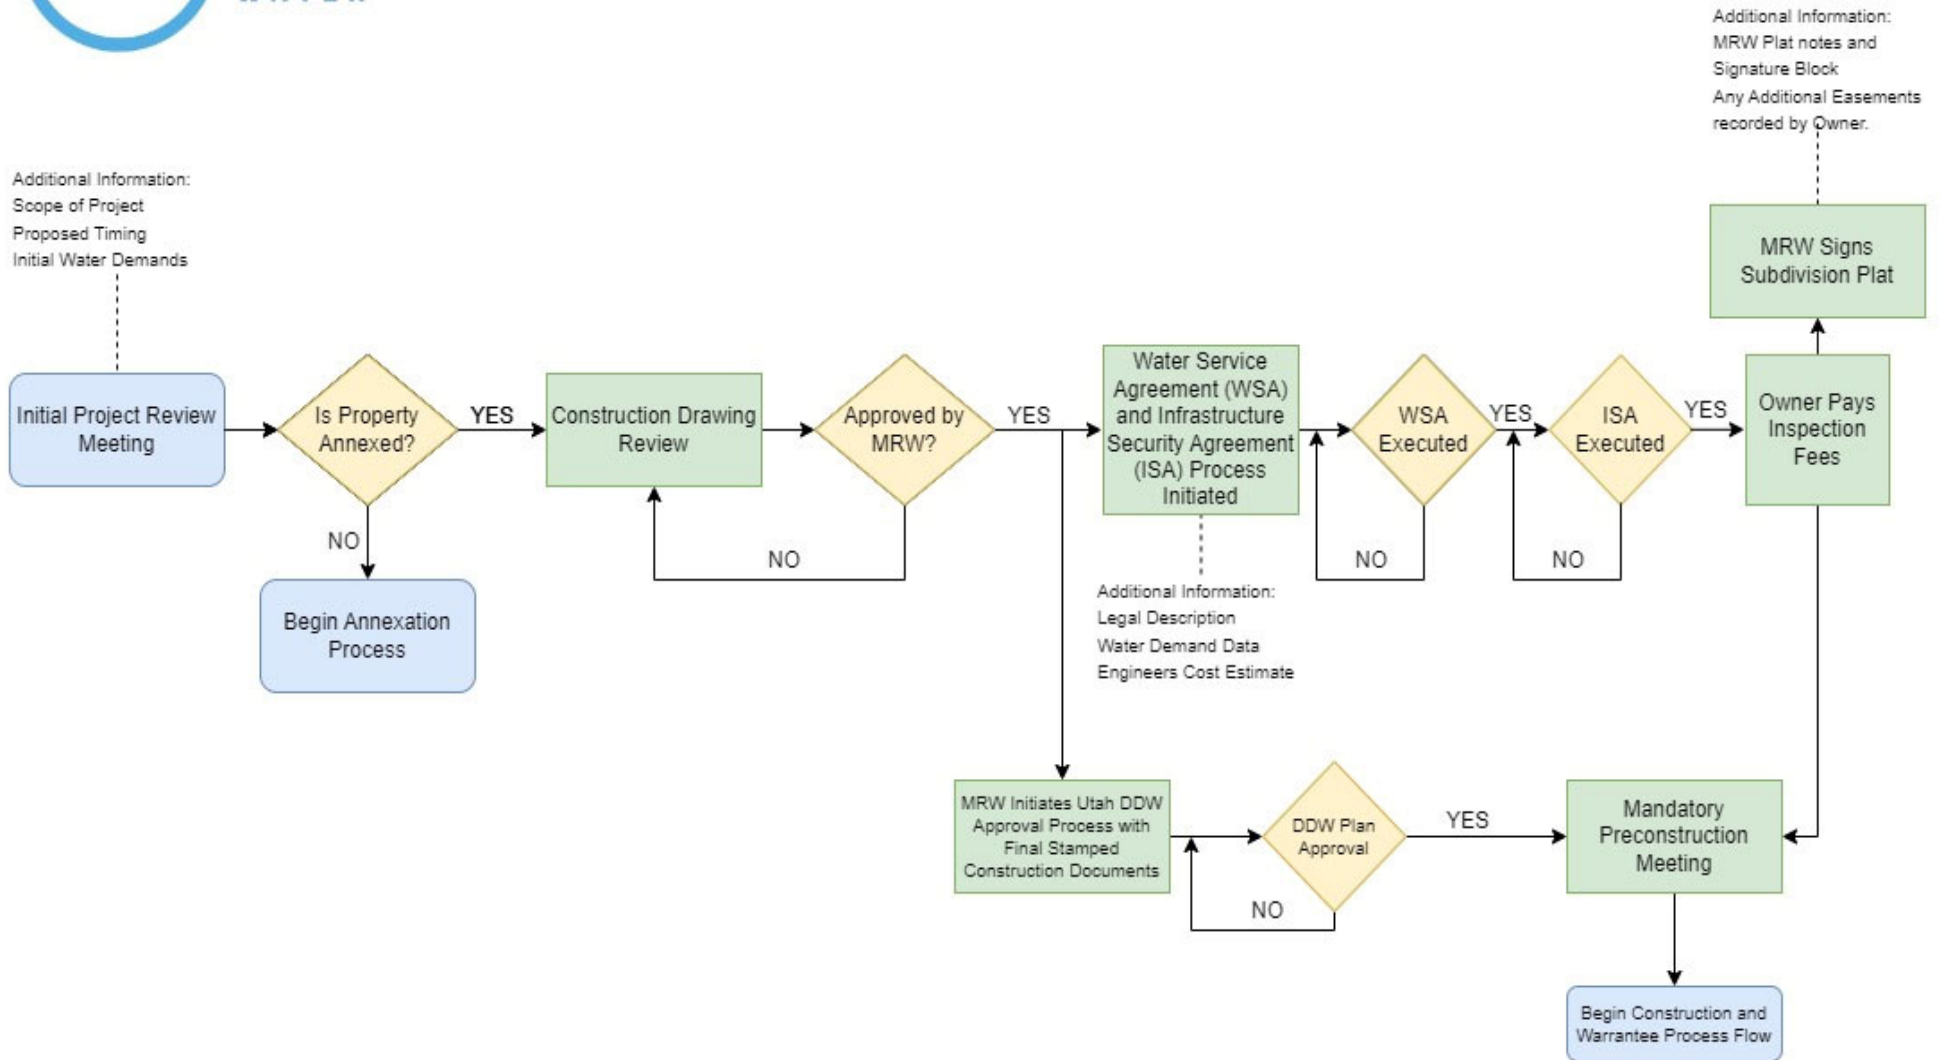 Additional Information:
MRW Plat notes and
Signature Block
Any Additional Easements
recorded by Owner.
Additional Information:
Scope of Project
Proposed Timing
Initial Water Demands
MRW Signs
Subdivision Plat
Initial Project Review
Meeting
Is Property
Annexed?
YES
NO
Begin Annexation
Process
Construction Drawing
Review
Approved by
MRW?
YES
NO
Water Service
Agreement (WSA)
and Infrastructure
Security Agreement
(ISA) Process
Initiated
WSA
Executed
YES
NO
ISA
Executed
YES
NO
Owner Pays
Inspection
Fees
Additional Information:
Legal Description
Water Demand Data
Engineers Cost Estimate
MRW Initiates Utah DDW
Approval Process with
Final Stamped
Construction Documents
DDW Plan
Approval
YES
NO
Mandatory
Preconstruction
Meeting
Begin Construction and
Warrantee Process Flow